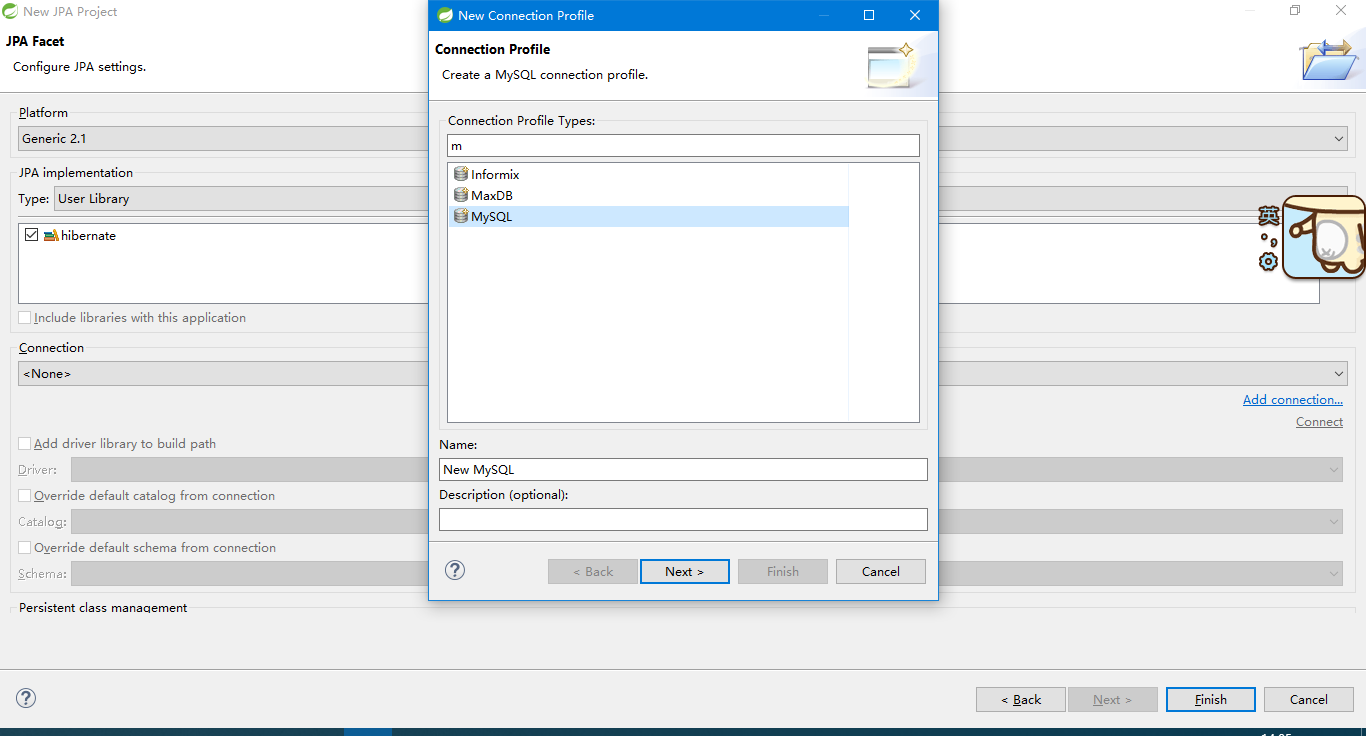 New JPA Project
JPA Facet
Configure JPA settings.
Platform
Generic 2.1
JPA implementation
Type: User Library
hibernate
Include libraries with this application
Connection
<None>
Add connection...
Connect
Add driver library to build path
Driver:
Override default catalog from connection
Catalog:
Override default schema from connection
Schema:
Persistent class management
< Back
Next >
Finish
Cancel
New Connection Profile
Connection Profile
Create a MySQL connection profile.
Connection Profile Types:
m
Informix
MaxDB
MySQL
Name:
New MySQL
Description (optional):
< Back
Next >
Finish
Cancel
英